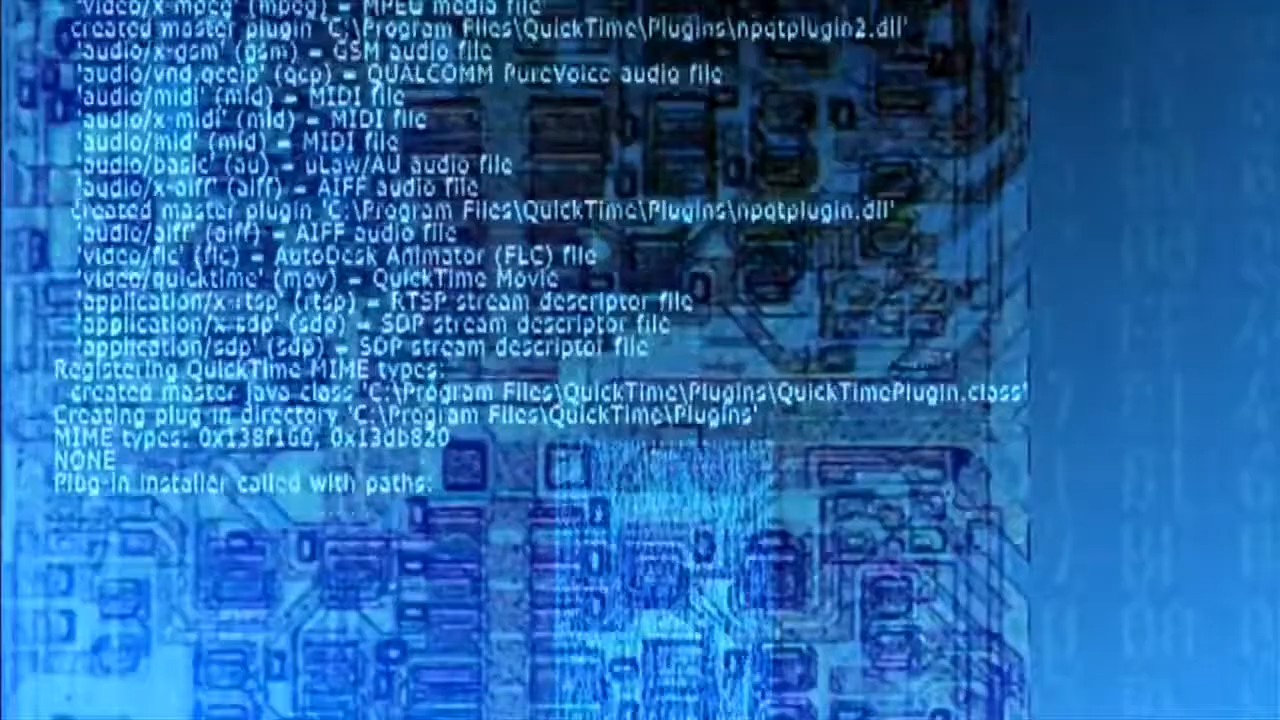 'video/x-mpeg' (mpeg) - MPEG media file
created master plugin 'C:\Program Files\QuickTime\Plugins\npqtplugin2.dll'
'audio/x-gsm' (gsm) - GSM audio file
'audio/vnd.qcelp' (qcp) - QUALCOMM PureVoice audio file
'audio/midi' (mid) - MIDI file
'audio/x-midi' (mid) - MIDI file
'audio/mid' (mid) - MIDI file
'audio/basic' (au) - uLaw/AU audio file
'audio/x-aiff' (aiff) - AIFF audio file
created master plugin 'C:\Program Files\QuickTime\Plugins\npqtplugin.dll'
'audio/aiff' (aiff) - AIFF audio file
'video/flc' (flc) - AutoDesk Animator (FLC) file
'video/quicktime' (mov) - QuickTime Movie
'application/x-rtsp' (rtsp) - RTSP stream descriptor file
'application/x-sdp' (sdp) - SDP stream descriptor file
'application/sdp' (sdp) - SDP stream descriptor file
Registering QuickTime MIME types:
created master java class 'C:\Program Files\QuickTime\Plugins\QuickTimePlugin.class'
Creating plug-in directory 'C:\Program Files\QuickTime\Plugins'
MIME types: 0x138f160, 0x13db820
NONE
Plug-in installer called with paths: